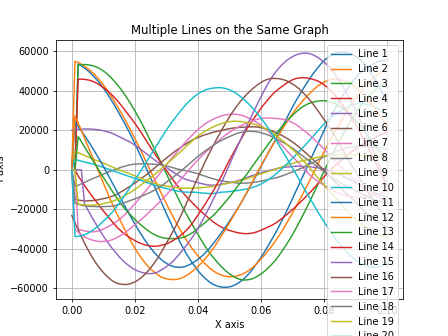 Multiple Lines on the Same Graph
60000
40000
20000
0
−20000
−40000
−60000
0.00
0.02
0.04
0.06
X axis
axis
Line 1
Line 2
Line 3
Line 4
Line 5
Line 6
Line 7
Line 8
Line 9
Line 10
Line 11
Line 12
Line 13
Line 14
Line 15
Line 16
Line 17
Line 18
Line 19
Line 20